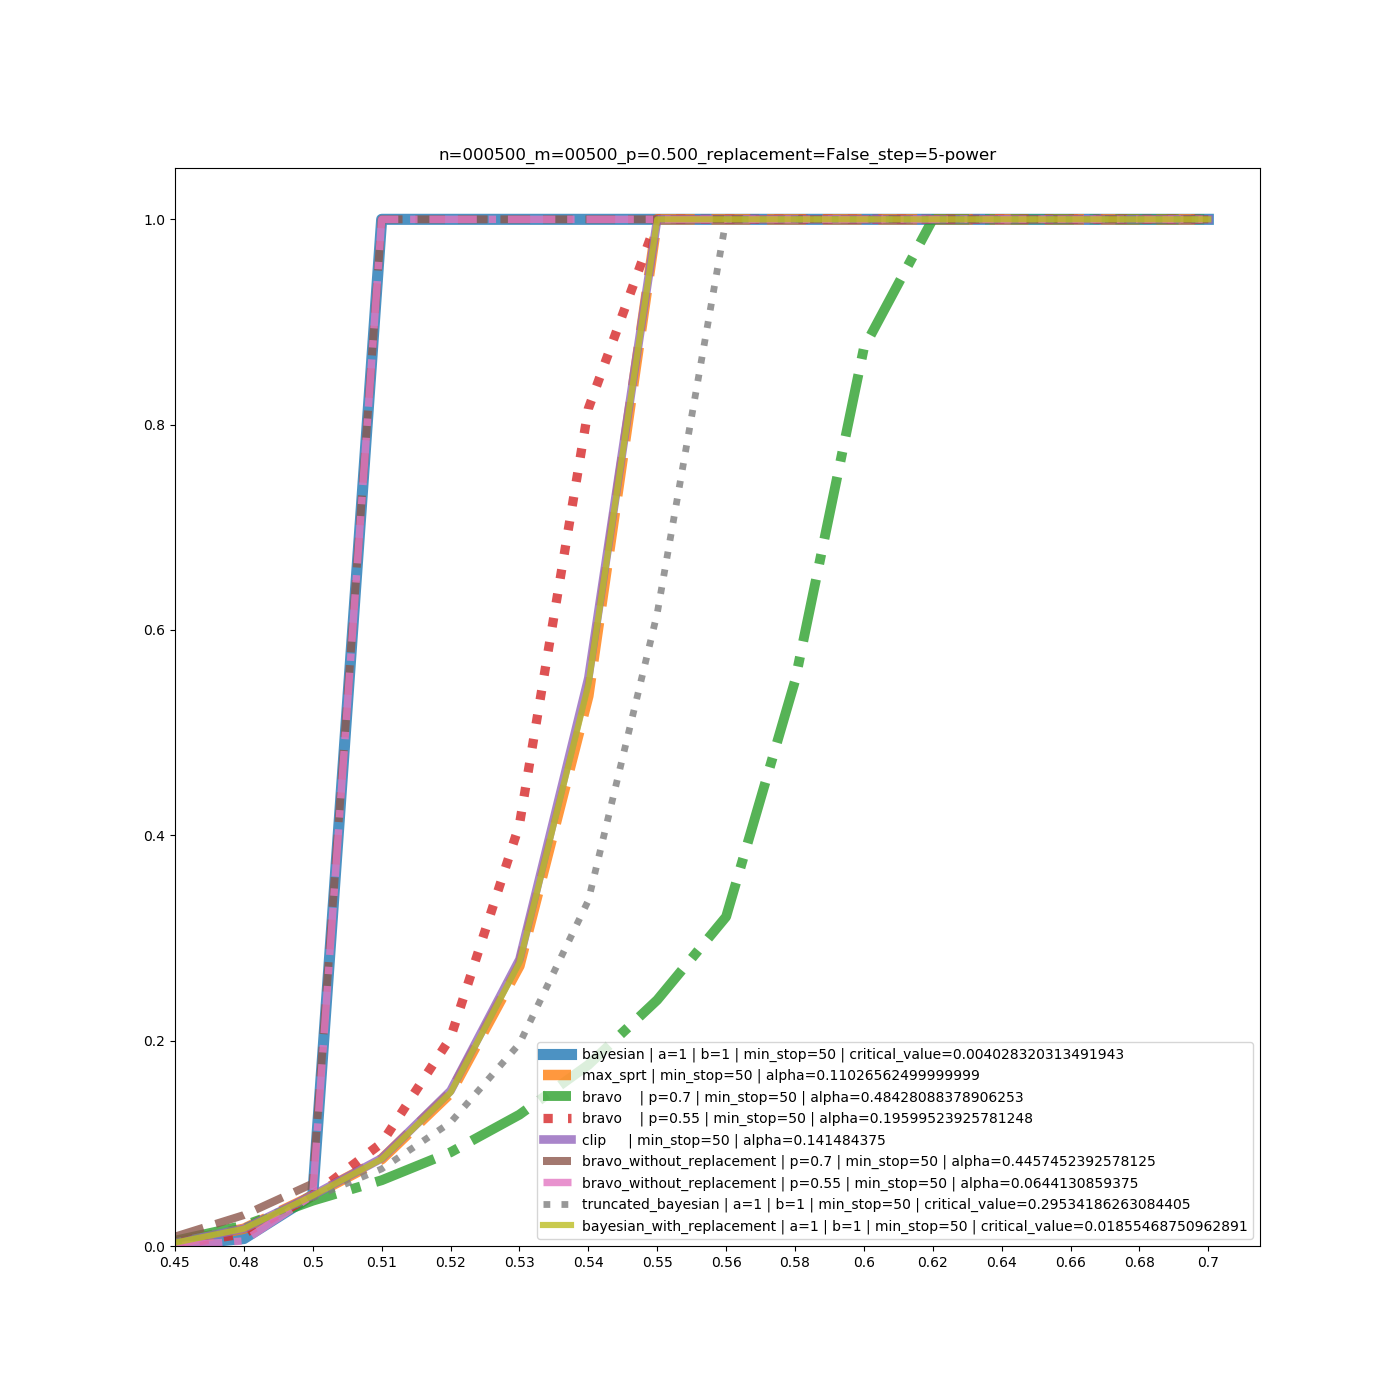 n=000500_m=00500_p=0.500_replacement=False_step=5-power
1.0
0.8
0.6
0.4
0.2
0.0
bayesian | a=1 | b=1 | min_stop=50 | critical_value=0.004028320313491943
max_sprt | min_stop=50 | alpha=0.11026562499999999
bravo | p=0.7 | min_stop=50 | alpha=0.48428088378906253
bravo | p=0.55 | min_stop=50 | alpha=0.19599523925781248
clip | min_stop=50 | alpha=0.141484375
bravo_without_replacement | p=0.7 | min_stop=50 | alpha=0.4457452392578125
bravo_without_replacement | p=0.55 | min_stop=50 | alpha=0.0644130859375
truncated_bayesian | a=1 | b=1 | min_stop=50 | critical_value=0.29534186263084405
bayesian_with_replacement | a=1 | b=1 | min_stop=50 | critical_value=0.01855468750962891
0.45 0.48 0.5 0.51 0.52 0.53 0.54 0.55 0.56 0.58 0.6 0.62 0.64 0.66 0.68 0.7